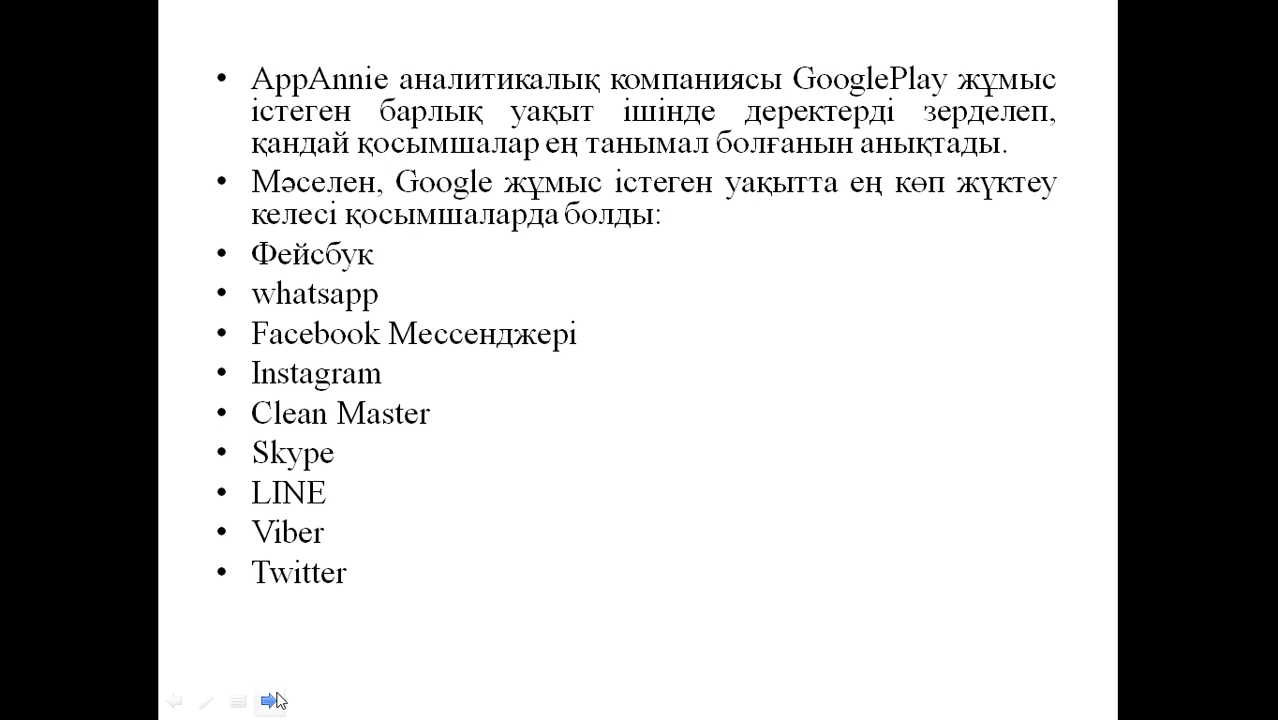 • AppAnnie аналитикалық компаниясы GooglePlay жұмыс
істеген барлық уақыт ішінде деректерді зерделеп,
қандай қосымшалар ең танымал болғанын анықтады.
• Мәселен, Google жұмыс істеген уақытта ең көп жүктеу
келесі қосымшаларда болды:
• Фейсбук
• whatsapp
• Facebook Мессенджері
• Instagram
• Clean Master
• Skype
• LINE
• Viber
• Twitter